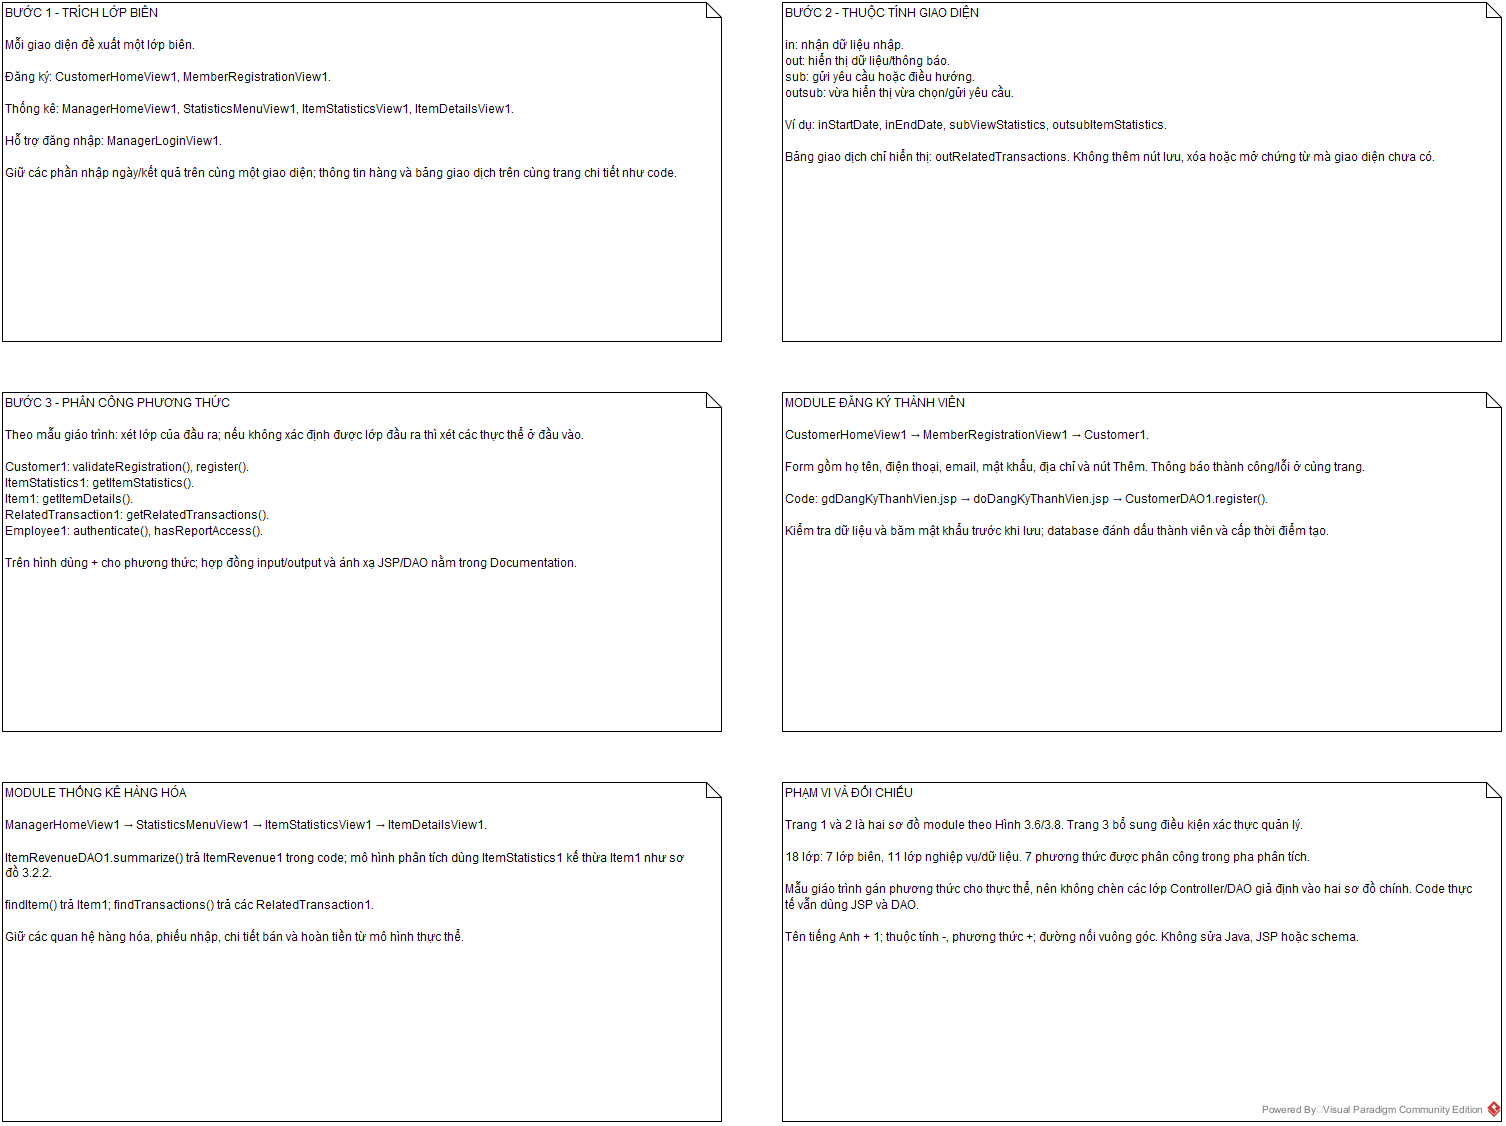 BƯỚC 1 - TRÍCH LỚP BIÊN
Mỗi giao diện đề xuất một lớp biên.
Đăng ký: CustomerHomeView1, MemberRegistrationView1.
Thống kê: ManagerHomeView1, StatisticsMenuView1, ItemStatisticsView1, ItemDetailsView1.
Hỗ trợ đăng nhập: ManagerLoginView1.
Giữ các phần nhập ngày/kết quả trên cùng một giao diện; thông tin hàng và bảng giao dịch trên cùng trang chi tiết như code.
BƯỚC 2 - THUỘC TÍNH GIAO DIỆN
in: nhận dữ liệu nhập.
out: hiển thị dữ liệu/thông báo.
sub: gửi yêu cầu hoặc điều hướng.
outsub: vừa hiển thị vừa chọn/gửi yêu cầu.
Ví dụ: inStartDate, inEndDate, subViewStatistics, outsubItemStatistics.
Bảng giao dịch chỉ hiển thị: outRelatedTransactions. Không thêm nút lưu, xóa hoặc mở chứng từ mà giao diện chưa có.
BƯỚC 3 - PHÂN CÔNG PHƯƠNG THỨC
Theo mẫu giáo trình: xét lớp của đầu ra; nếu không xác định được lớp đầu ra thì xét các thực thể ở đầu vào.
Customer1: validateRegistration(), register().
ItemStatistics1: getItemStatistics().
Item1: getItemDetails().
RelatedTransaction1: getRelatedTransactions().
Employee1: authenticate(), hasReportAccess().
Trên hình dùng + cho phương thức; hợp đồng input/output và ánh xạ JSP/DAO nằm trong Documentation.
MODULE ĐĂNG KÝ THÀNH VIÊN
CustomerHomeView1 → MemberRegistrationView1 → Customer1.
Form gồm họ tên, điện thoại, email, mật khẩu, địa chỉ và nút Thêm. Thông báo thành công/lỗi ở cùng trang.
Code: gdDangKyThanhVien.jsp → doDangKyThanhVien.jsp → CustomerDAO1.register().
Kiểm tra dữ liệu và băm mật khẩu trước khi lưu; database đánh dấu thành viên và cấp thời điểm tạo.
MODULE THỐNG KÊ HÀNG HÓA
ManagerHomeView1 → StatisticsMenuView1 → ItemStatisticsView1 → ItemDetailsView1.
ItemRevenueDAO1.summarize() trả ItemRevenue1 trong code; mô hình phân tích dùng ItemStatistics1 kế thừa Item1 như sơ
đồ 3.2.2.
findItem() trả Item1; findTransactions() trả các RelatedTransaction1.
Giữ các quan hệ hàng hóa, phiếu nhập, chi tiết bán và hoàn tiền từ mô hình thực thể.
PHẠM VI VÀ ĐỐI CHIẾU
Trang 1 và 2 là hai sơ đồ module theo Hình 3.6/3.8. Trang 3 bổ sung điều kiện xác thực quản lý.
18 lớp: 7 lớp biên, 11 lớp nghiệp vụ/dữ liệu. 7 phương thức được phân công trong pha phân tích.
Mẫu giáo trình gán phương thức cho thực thể, nên không chèn các lớp Controller/DAO giả định vào hai sơ đồ chính. Code thực
tế vẫn dùng JSP và DAO.
Tên tiếng Anh + 1; thuộc tính -, phương thức +; đường nối vuông góc. Không sửa Java, JSP hoặc schema.
Powered By Visual Paradigm Community Edition